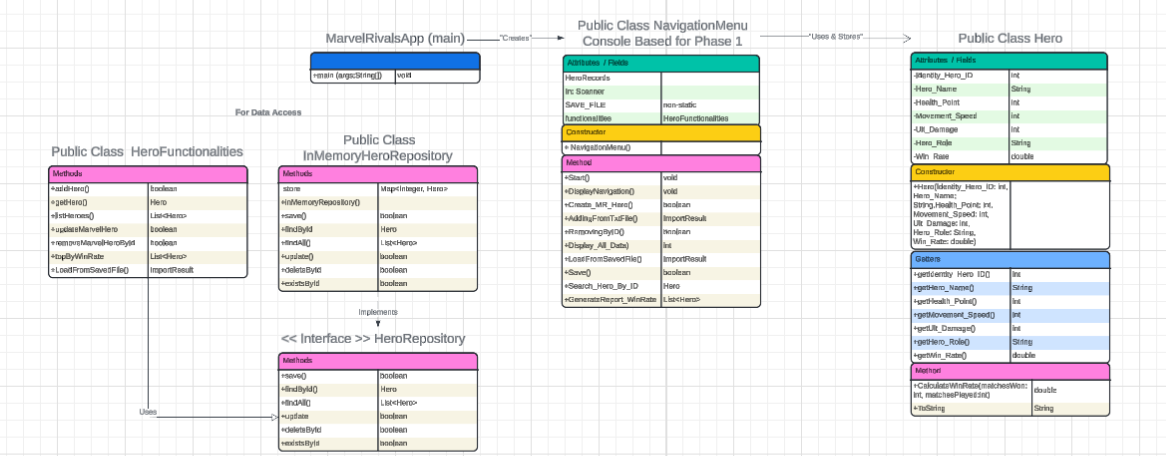 MarvelRivalsApp (main)
"Creates"
+main (args:String[]) void
Public Class NavigationMenu
Console Based for Phase 1
"Uses & Stores"
Attributes / Fields
HeroRecords
In: Scanner
SAVE_FILE non-static
functionalities HeroFunctionalities
Constructor
+ NavigationMenu()
Method
+Start() void
+DisplayNavigation() void
+Create_MR_Hero() boolean
+AddingFromTxtFile() ImportResult
+RemovingByID() boolean
+Display_All_Data) int
+LoadFromSavedFile() ImportResult
+Save() boolean
+Search_Hero_By_ID Hero
+GenerateReport_WinRate List<Hero>
Public Class Hero
Attributes / Fields
-Identity_Hero_ID int
-Hero_Name String
-Health_Point int
-Movement_Speed int
-Ult_Damage int
-Hero_Role String
-Win_Rate double
Constructor
+Hero(Identity_Hero_ID: int,
Hero_Name;
String,Health_Point; int,
Movement_Speed: int,
Ult_Damage: int,
Hero_Role: String,
Win_Rate: double)
Getters
+getIdentity_Hero_ID() int
+getHero_Name() String
+getHealth_Point() int
+getMovement_Speed() int
+getUlt_Damage() int
+getHero_Role() String
+getWin_Rate() double
Method
+CalculateWinRate(matchesWon:
int, matchesPlayed:int) double
+ToString String
For Data Access
Public Class HeroFunctionalities
Methods
+addHero() boolean
+getHero() Hero
+listHeroes() List<Hero>
+updateMarvelHero boolean
+removeMarvelHeroById boolean
+topByWinRate List<Hero>
+LoadFromSavedFile() ImportResult
Uses
Public Class
InMemoryHeroRepository
Methods
store Map<Integer, Hero>
+inMemoryRepository()
+save() boolean
+findById Hero
+findAll() List<Hero>
+update() boolean
+deleteById boolean
+existsById boolean
Implements
<< Interface >> HeroRepository
Methods
+save() boolean
+findById() Hero
+findAll() List<Hero>
+update boolean
+deleteById boolean
+existsById boolean